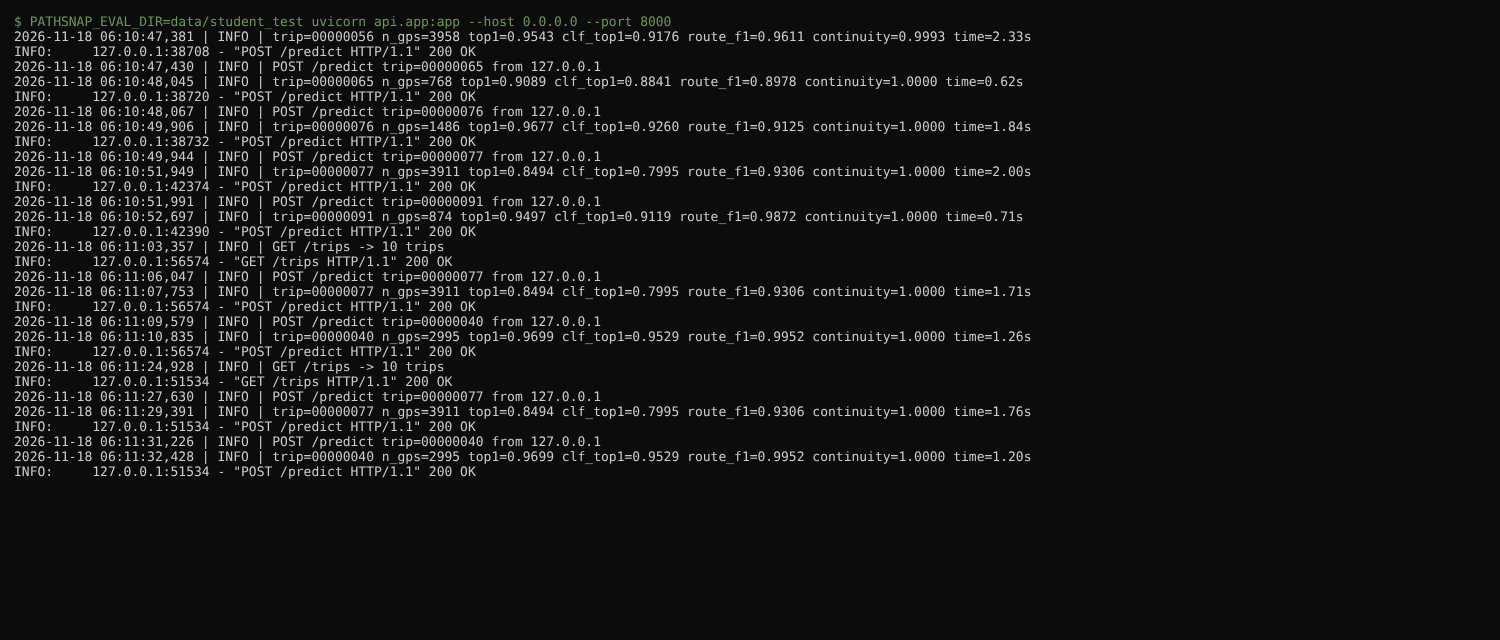 $ PATHSNAP_EVAL_DIR=data/student_test uvicorn api.app:app --host 0.0.0.0 --port 8000
2026-11-18 06:10:47,381 | INFO | trip=00000056 n_gps=3958 top1=0.9543 clf_top1=0.9176 route_f1=0.9611 continuity=0.9993 time=2.33s
INFO:     127.0.0.1:38708 - "POST /predict HTTP/1.1" 200 OK
2026-11-18 06:10:47,430 | INFO | POST /predict trip=00000065 from 127.0.0.1
2026-11-18 06:10:48,045 | INFO | trip=00000065 n_gps=768 top1=0.9089 clf_top1=0.8841 route_f1=0.8978 continuity=1.0000 time=0.62s
INFO:     127.0.0.1:38720 - "POST /predict HTTP/1.1" 200 OK
2026-11-18 06:10:48,067 | INFO | POST /predict trip=00000076 from 127.0.0.1
2026-11-18 06:10:49,906 | INFO | trip=00000076 n_gps=1486 top1=0.9677 clf_top1=0.9260 route_f1=0.9125 continuity=1.0000 time=1.84s
INFO:     127.0.0.1:38732 - "POST /predict HTTP/1.1" 200 OK
2026-11-18 06:10:49,944 | INFO | POST /predict trip=00000077 from 127.0.0.1
2026-11-18 06:10:51,949 | INFO | trip=00000077 n_gps=3911 top1=0.8494 clf_top1=0.7995 route_f1=0.9306 continuity=1.0000 time=2.00s
INFO:     127.0.0.1:42374 - "POST /predict HTTP/1.1" 200 OK
2026-11-18 06:10:51,991 | INFO | POST /predict trip=00000091 from 127.0.0.1
2026-11-18 06:10:52,697 | INFO | trip=00000091 n_gps=874 top1=0.9497 clf_top1=0.9119 route_f1=0.9872 continuity=1.0000 time=0.71s
INFO:     127.0.0.1:42390 - "POST /predict HTTP/1.1" 200 OK
2026-11-18 06:11:03,357 | INFO | GET /trips -> 10 trips
INFO:     127.0.0.1:56574 - "GET /trips HTTP/1.1" 200 OK
2026-11-18 06:11:06,047 | INFO | POST /predict trip=00000077 from 127.0.0.1
2026-11-18 06:11:07,753 | INFO | trip=00000077 n_gps=3911 top1=0.8494 clf_top1=0.7995 route_f1=0.9306 continuity=1.0000 time=1.71s
INFO:     127.0.0.1:56574 - "POST /predict HTTP/1.1" 200 OK
2026-11-18 06:11:09,579 | INFO | POST /predict trip=00000040 from 127.0.0.1
2026-11-18 06:11:10,835 | INFO | trip=00000040 n_gps=2995 top1=0.9699 clf_top1=0.9529 route_f1=0.9952 continuity=1.0000 time=1.26s
INFO:     127.0.0.1:56574 - "POST /predict HTTP/1.1" 200 OK
2026-11-18 06:11:24,928 | INFO | GET /trips -> 10 trips
INFO:     127.0.0.1:51534 - "GET /trips HTTP/1.1" 200 OK
2026-11-18 06:11:27,630 | INFO | POST /predict trip=00000077 from 127.0.0.1
2026-11-18 06:11:29,391 | INFO | trip=00000077 n_gps=3911 top1=0.8494 clf_top1=0.7995 route_f1=0.9306 continuity=1.0000 time=1.76s
INFO:     127.0.0.1:51534 - "POST /predict HTTP/1.1" 200 OK
2026-11-18 06:11:31,226 | INFO | POST /predict trip=00000040 from 127.0.0.1
2026-11-18 06:11:32,428 | INFO | trip=00000040 n_gps=2995 top1=0.9699 clf_top1=0.9529 route_f1=0.9952 continuity=1.0000 time=1.20s
INFO:     127.0.0.1:51534 - "POST /predict HTTP/1.1" 200 OK